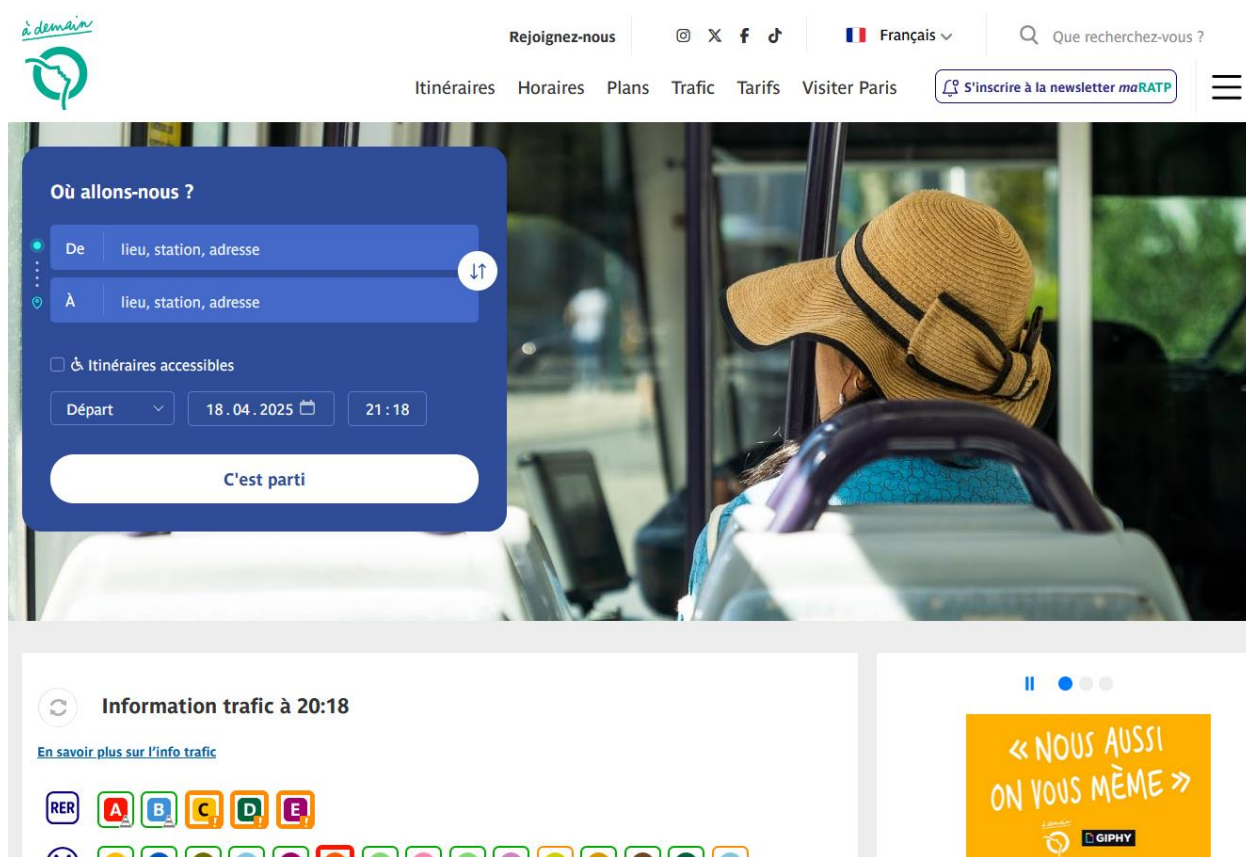 à demain
Rejoignez-nous
Français
Que recherchez-vous ?
Itinéraires Horaires Plans Trafic Tarifs Visiter Paris
S'inscrire à la newsletter maRATP
Où allons-nous ?
De lieu, station, adresse
À lieu, station, adresse
Itinéraires accessibles
Départ 18.04.2025 21:18
C'est parti
Information trafic à 20:18
En savoir plus sur l'info trafic
RER A B C D E
« NOUS AUSSI
ON VOUS MÈME »
à demain
GIPHY